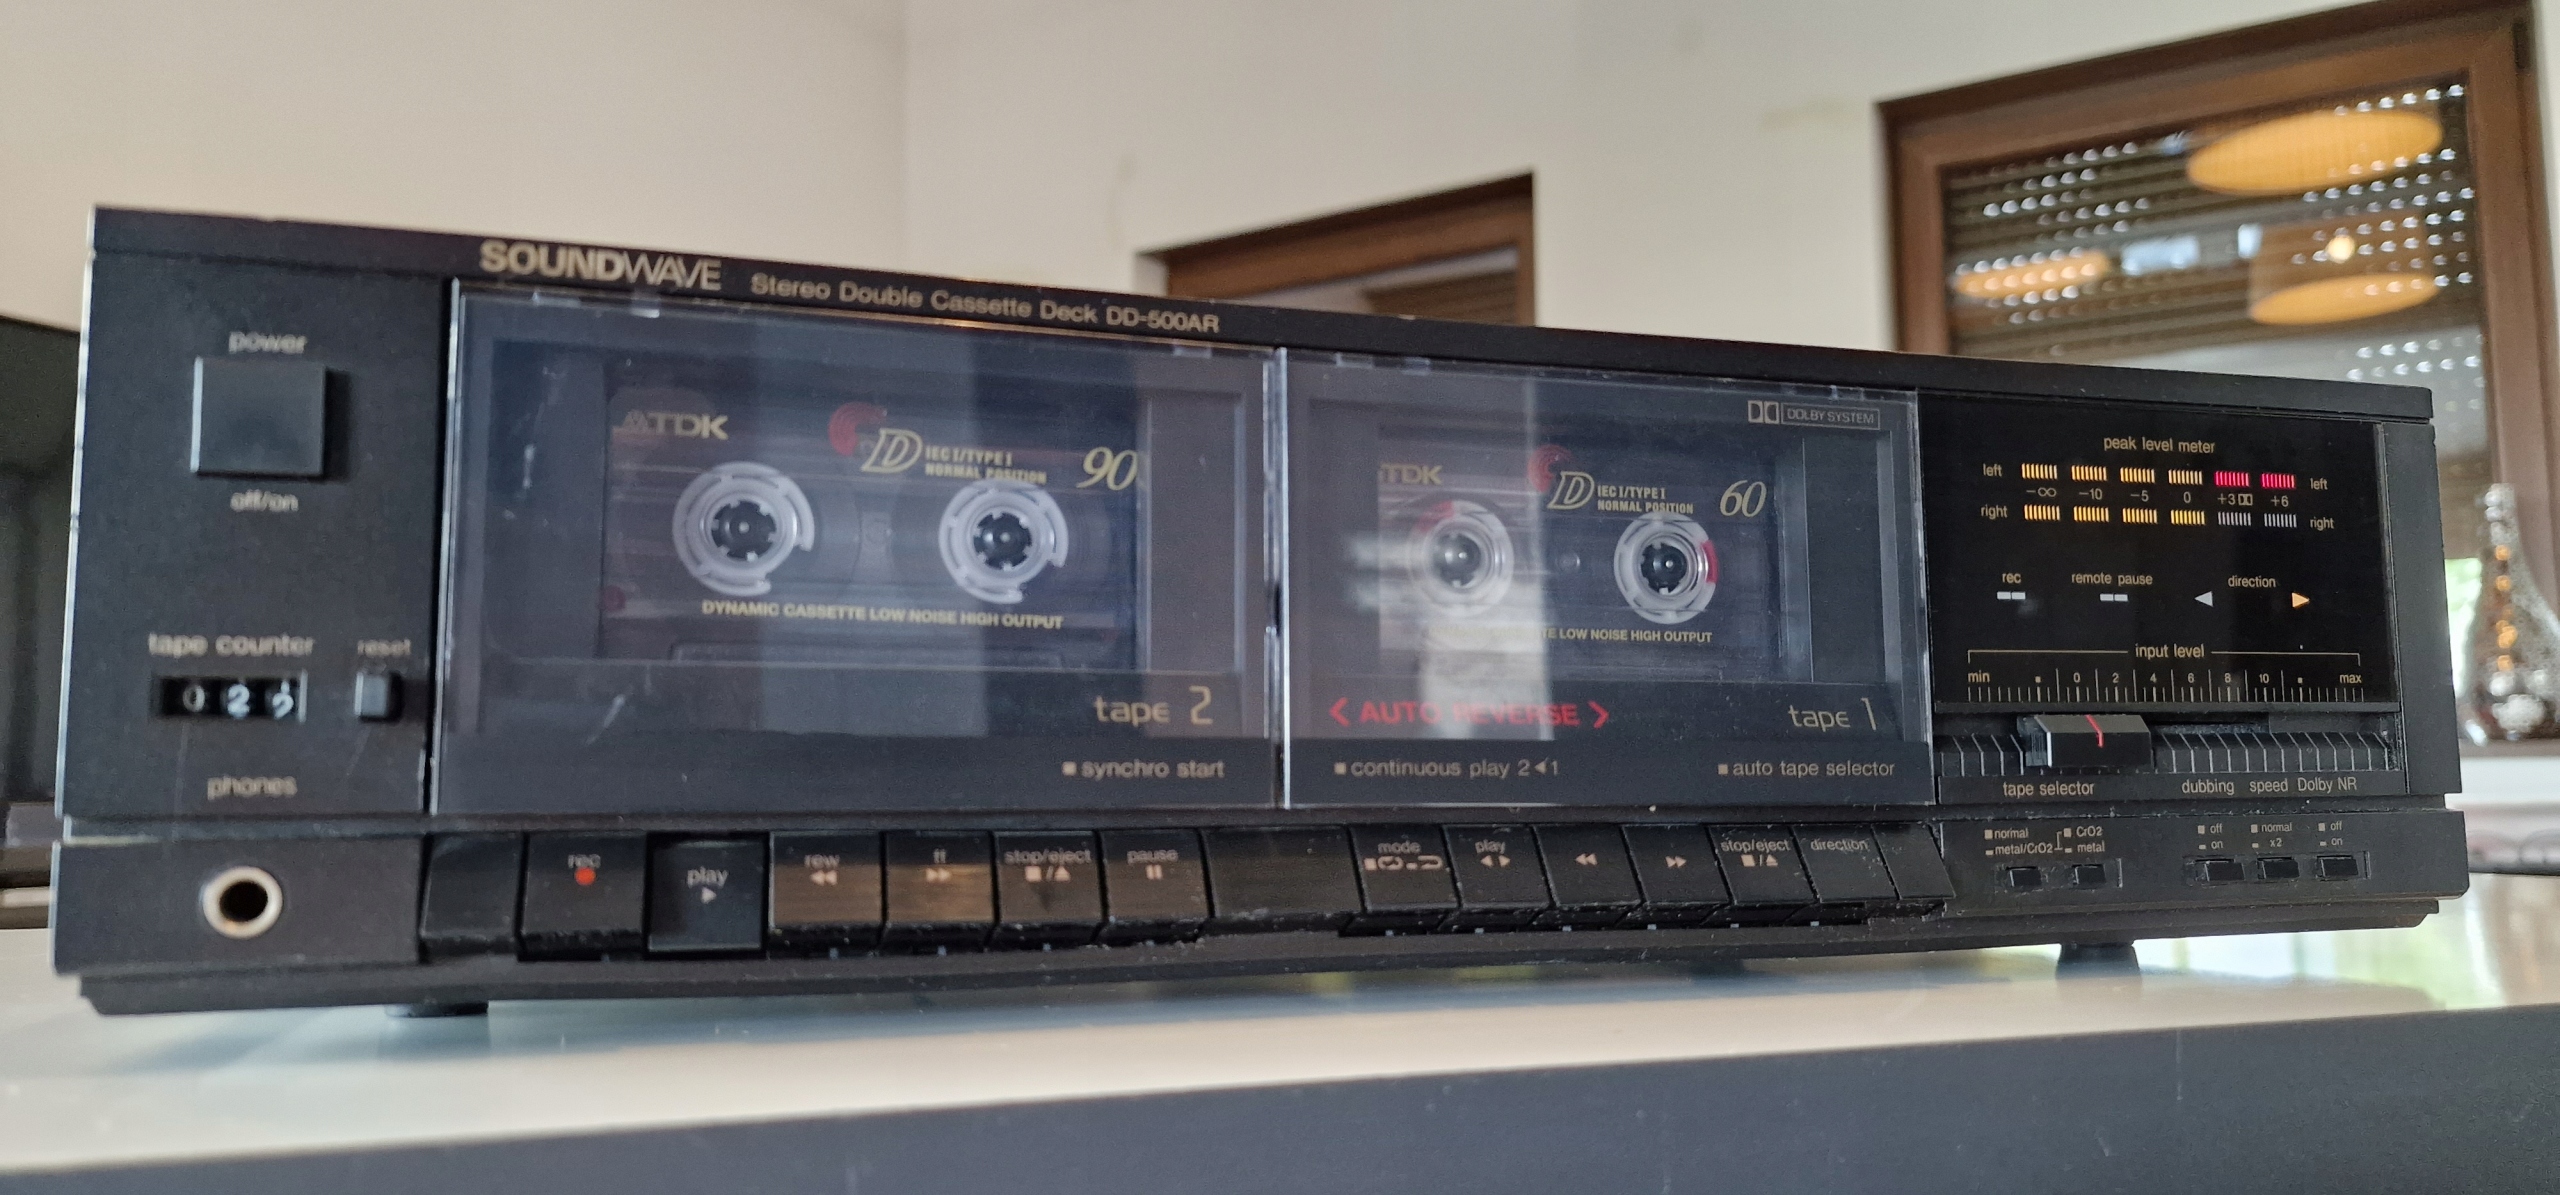 SOUNDWAVE Stereo Double Cassette Deck DD-500AR
power
off/on
tape counter
reset
0 2
phones
TDK
D IEC I/TYPE I
NORMAL POSITION
90
DYNAMIC CASSETTE LOW NOISE HIGH OUTPUT
tape 2
synchro start
DOLBY SYSTEM
TDK
D IEC I/TYPE I
NORMAL POSITION
60
LOW NOISE HIGH OUTPUT
< AUTO REVERSE >
tape 1
continuous play 2◂1
auto tape selector
peak level meter
left left
-∞ -10 -5 0 +3 +6
right right
rec remote pause direction
input level
min 0 2 4 6 8 10 max
tape selector dubbing speed Dolby NR
normal CrO2 off normal off
metal/CrO2 metal on x2 on
rec
play
rew
ff
stop/eject
pause
mode
play
stop/eject
direction